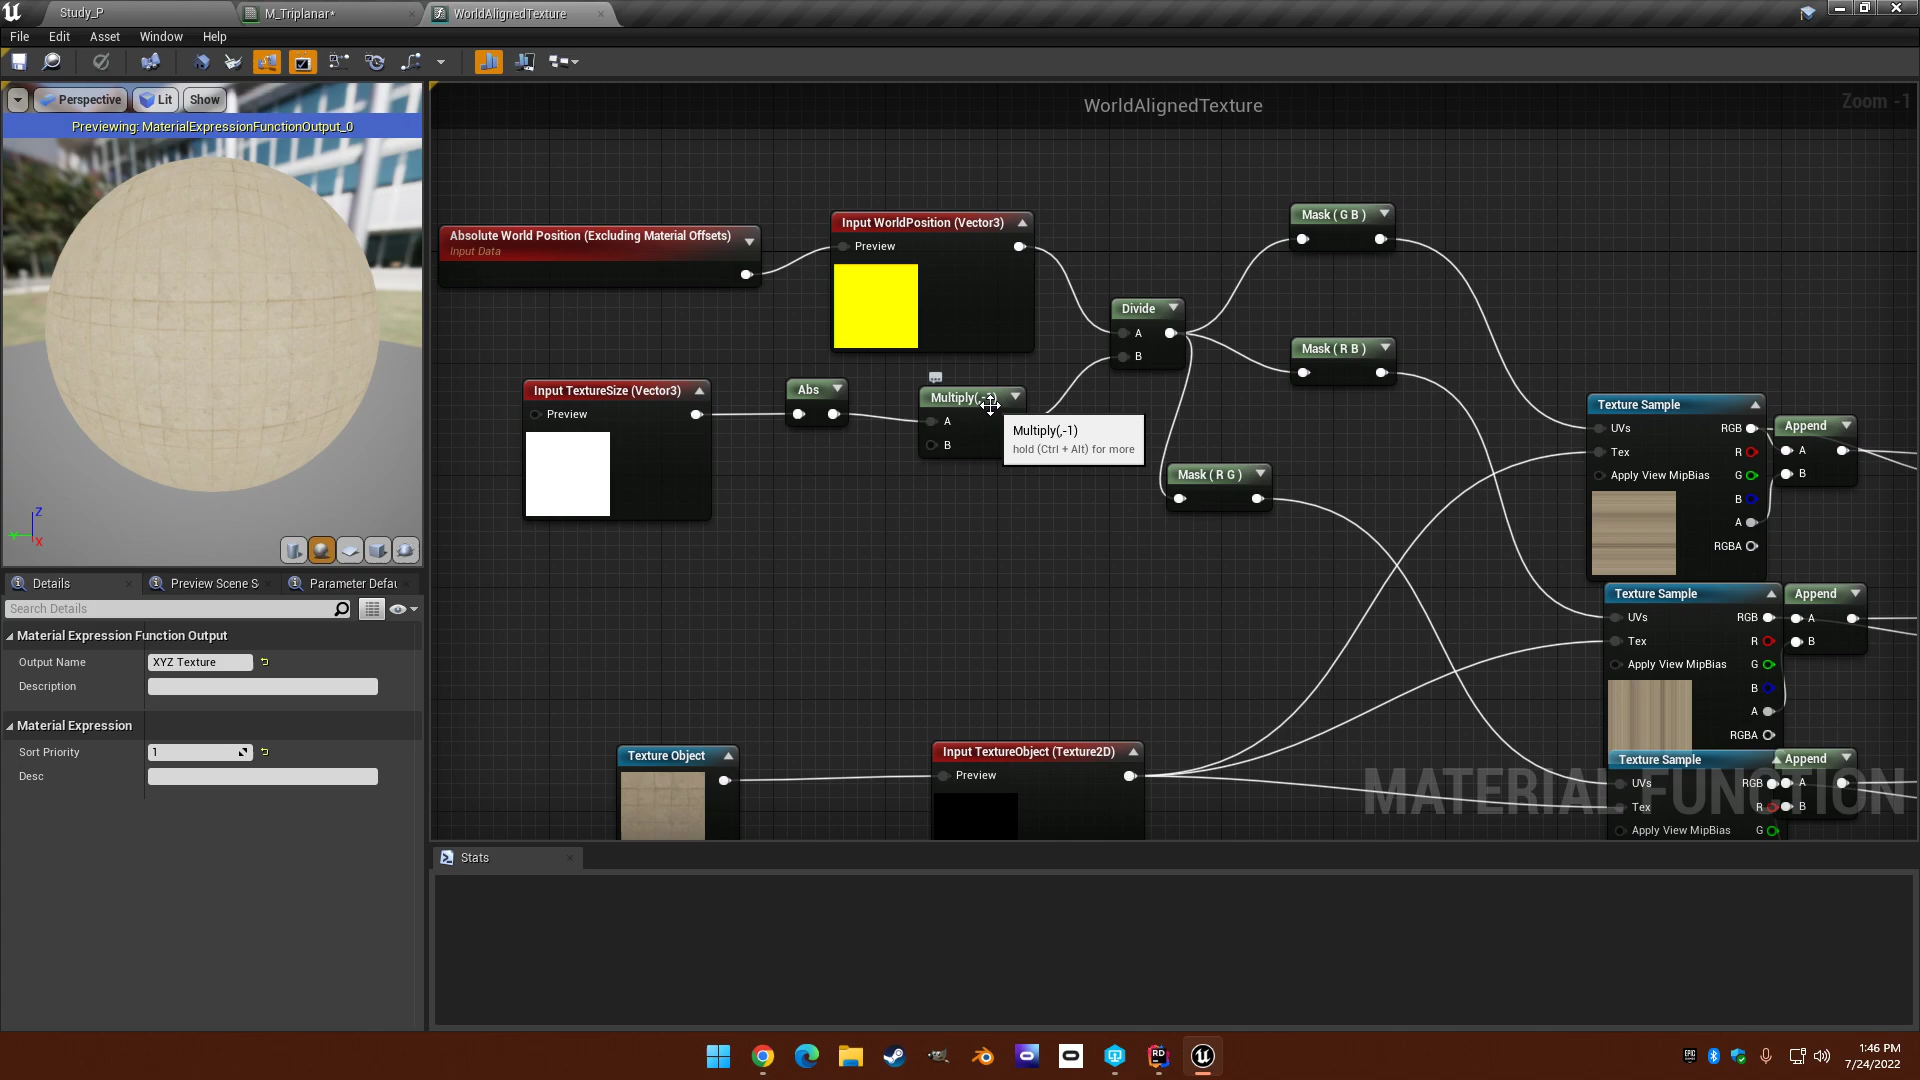 Study_P
M_Triplanar*
WorldAlignedTexture
File
Edit
Asset
Window
Help
Perspective
Lit
Show
Previewing: MaterialExpressionFunctionOutput_0
Z
Y
X
WorldAlignedTexture
Zoom -1
Absolute World Position (Excluding Material Offsets)
Input Data
Input WorldPosition (Vector3)
Preview
Mask ( G B )
Divide
A
B
Mask ( R B )
Input TextureSize (Vector3)
Preview
Abs
Multiply(,-1)
A
B
Multiply(,-1)
hold (Ctrl + Alt) for more
Mask ( R G )
Texture Sample
UVs
RGB
Tex
R
Apply View MipBias
G
B
A
RGBA
Append
A
B
Texture Sample
UVs
RGB
Tex
R
Apply View MipBias
G
B
A
RGBA
Append
A
B
Texture Object
Input TextureObject (Texture2D)
Preview
Texture Sample
UVs
RGB
Tex
R
Apply View MipBias
G
Append
A
B
MATERIAL FUNCTION
Details
Preview Scene S
Parameter Defau
Search Details
Material Expression Function Output
Output Name
XYZ Texture
Description
Material Expression
Sort Priority
1
Desc
Stats
EPIC
RD
1:46 PM
7/24/2022